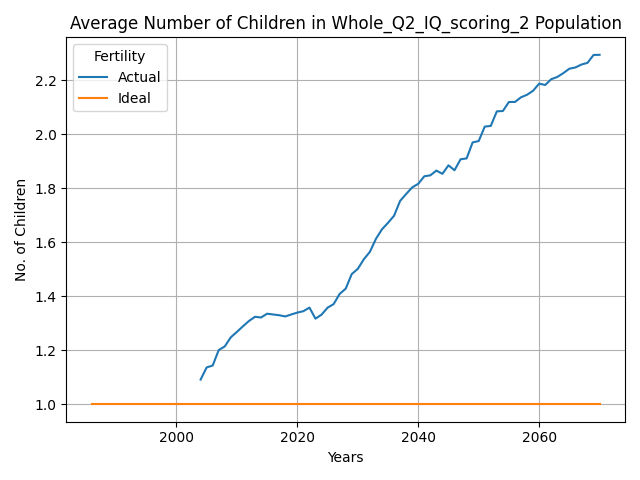 Average Number of Children in Whole_Q2_IQ_scoring_2 Population
Fertility
Actual
Ideal
No. of Children
2.2
2.0
1.8
1.6
1.4
1.2
1.0
2000 2020 2040 2060
Years